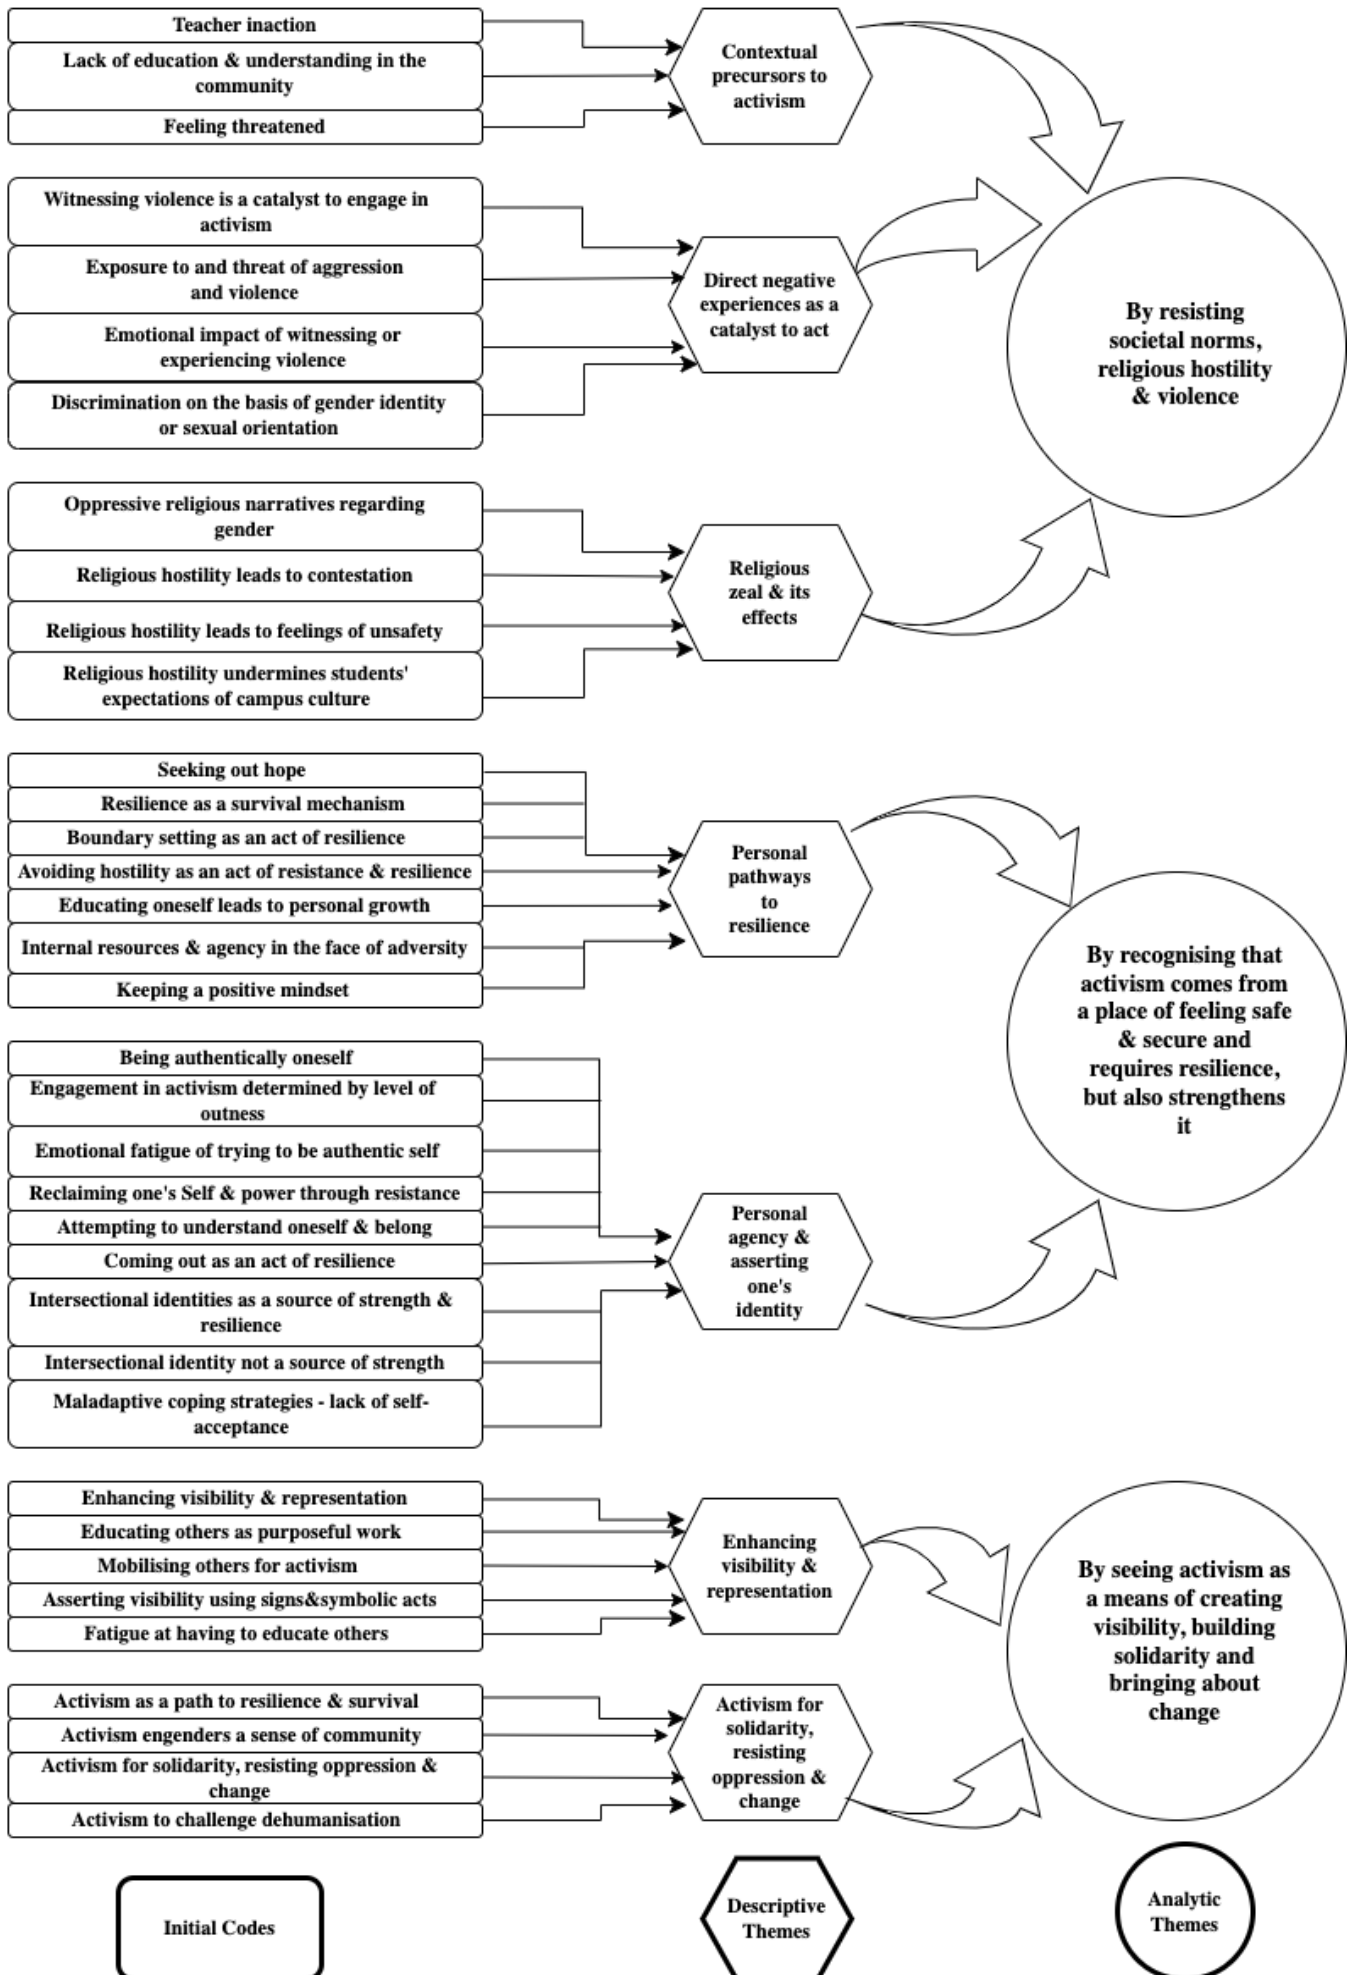 Teacher inaction
Lack of education & understanding in the
community
Feeling threatened
Contextual
precursors to
activism
Witnessing violence is a catalyst to engage in
activism
Exposure to and threat of aggression
and violence
Emotional impact of witnessing or
experiencing violence
Discrimination on the basis of gender identity
or sexual orientation
Direct negative
experiences as a
catalyst to act
By resisting
societal norms,
religious hostility
& violence
Oppressive religious narratives regarding
gender
Religious hostility leads to contestation
Religious hostility leads to feelings of unsafety
Religious hostility undermines students'
expectations of campus culture
Religious
zeal & its
effects
Seeking out hope
Resilience as a survival mechanism
Boundary setting as an act of resilience
Avoiding hostility as an act of resistance & resilience
Educating oneself leads to personal growth
Internal resources & agency in the face of adversity
Keeping a positive mindset
Personal
pathways
to
resilience
By recognising that
activism comes from
a place of feeling safe
& secure and
requires resilience,
but also strengthens
it
Being authentically oneself
Engagement in activism determined by level of
outness
Emotional fatigue of trying to be authentic self
Reclaiming one's Self & power through resistance
Attempting to understand oneself & belong
Coming out as an act of resilience
Intersectional identities as a source of strength &
resilience
Intersectional identity not a source of strength
Maladaptive coping strategies - lack of self-
acceptance
Personal
agency &
asserting
one's
identity
Enhancing visibility & representation
Educating others as purposeful work
Mobilising others for activism
Asserting visibility using signs&symbolic acts
Fatigue at having to educate others
Enhancing
visibility &
representation
By seeing activism as
a means of creating
visibility, building
solidarity and
bringing about
change
Activism as a path to resilience & survival
Activism engenders a sense of community
Activism for solidarity, resisting oppression &
change
Activism to challenge dehumanisation
Activism for
solidarity,
resisting
oppression &
change
Initial Codes
Descriptive
Themes
Analytic
Themes